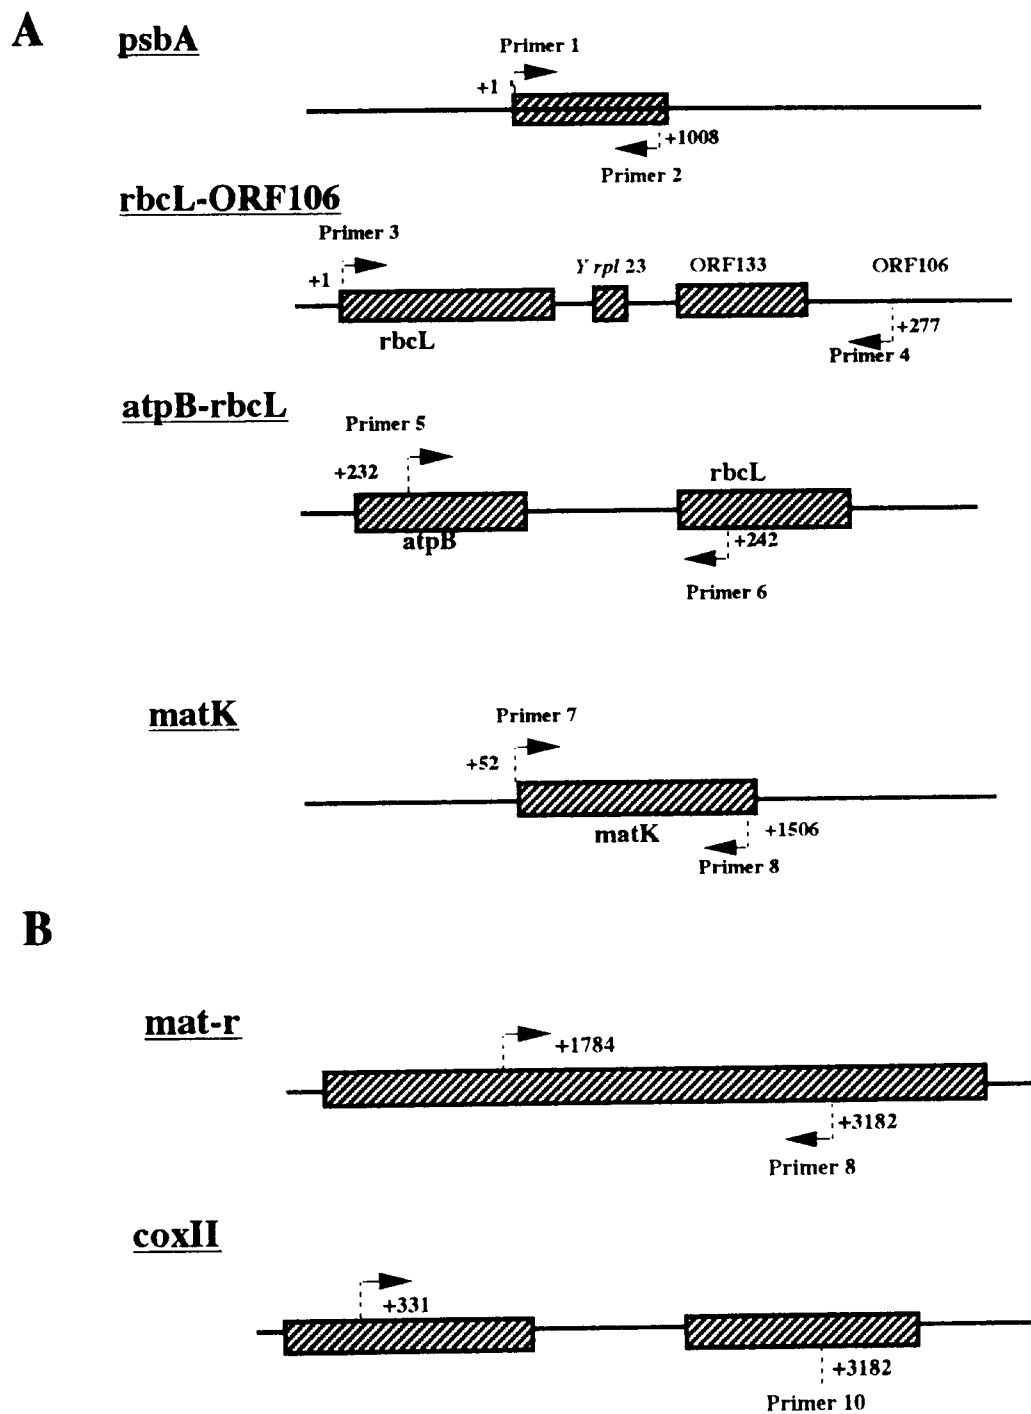 A
psbA
Primer 1
+1
+1008
Primer 2
rbcL-ORF106
Primer 3
+1
Y rpl 23
ORF133
ORF106
rbcL
+277
Primer 4
atpB-rbcL
Primer 5
+232
rbcL
atpB
+242
Primer 6
matK
Primer 7
+52
matK
+1506
Primer 8
B
mat-r
+1784
+3182
Primer 8
coxII
+331
+3182
Primer 10